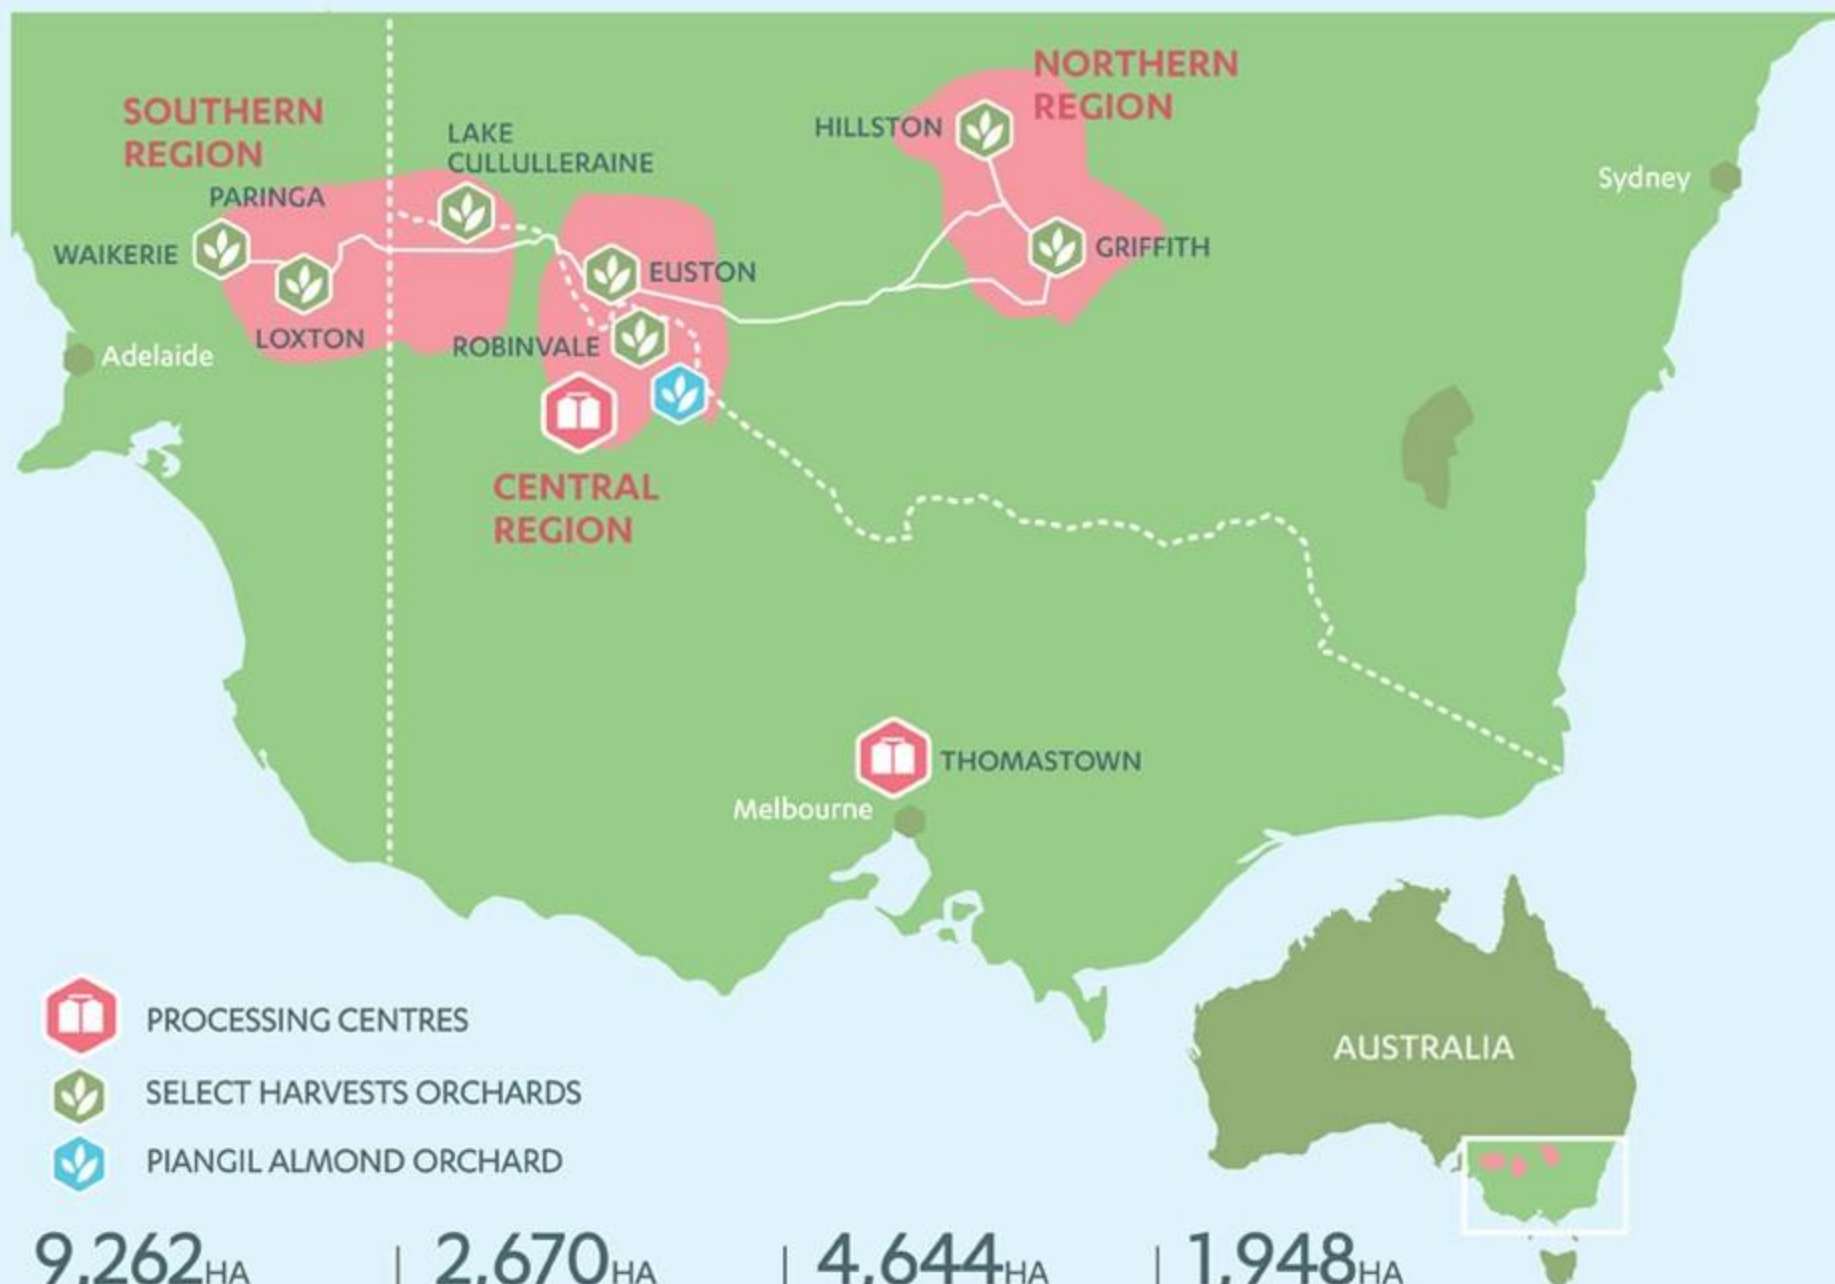 NORTHERN
REGION
SOUTHERN
REGION
LAKE
CULLULLERAINE
HILLSTON
Sydney
PARINGA
WAIKERIE
GRIFFITH
EUSTON
LOXTON
ROBINVALE
Adelaide
CENTRAL
REGION
THOMASTOWN
Melbourne
PROCESSING CENTRES
AUSTRALIA
SELECT HARVESTS ORCHARDS
PIANGIL ALMOND ORCHARD
9,262HA | 2,670HA | 4,644HA | 1,948HA